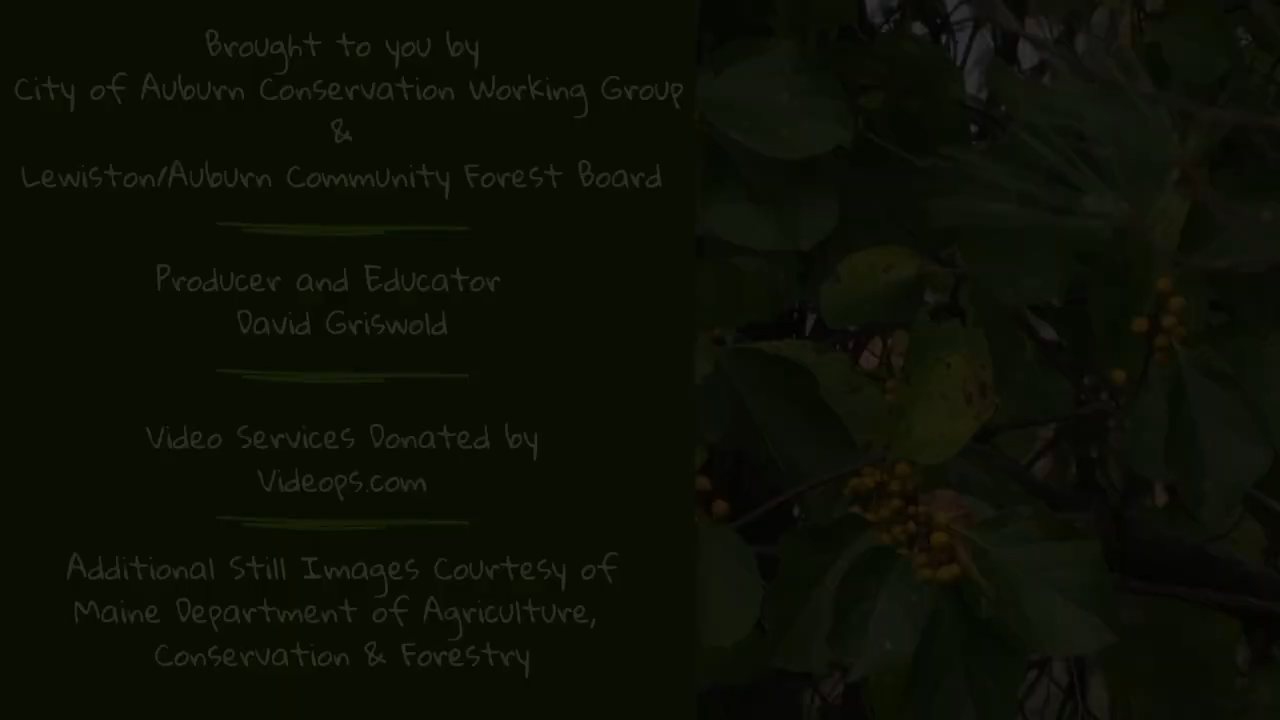 Brought to you by
City of Auburn Conservation Working Group
&
Lewiston/Auburn Community Forest Board
Producer and Educator
David Griswold
Video Services Donated by
Videops.com
Additional Still Images Courtesy of
Maine Department of Agriculture,
Conservation & Forestry